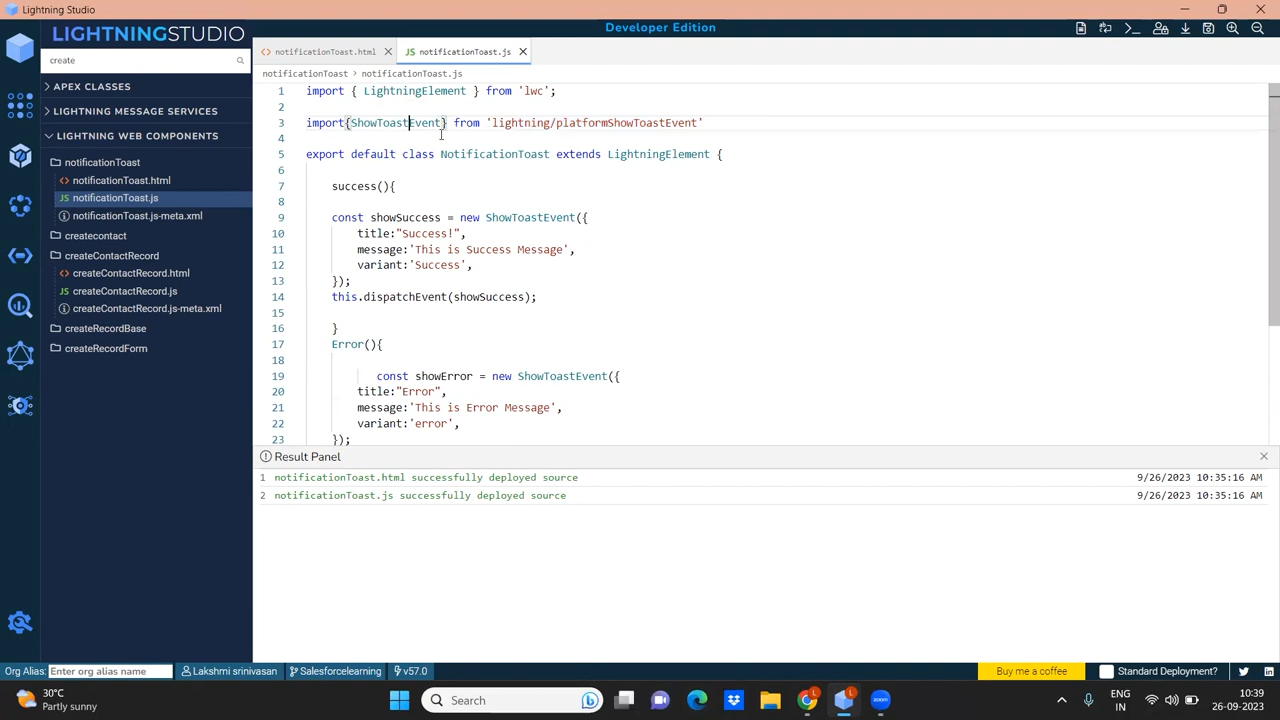 Lightning Studio
LIGHTNINGSTUDIO
Developer Edition
create
notificationToast.html
JS notificationToast.js
notificationToast > notificationToast.js
APEX CLASSES
LIGHTNING MESSAGE SERVICES
LIGHTNING WEB COMPONENTS
notificationToast
<> notificationToast.html
JS notificationToast.js
notificationToast.js-meta.xml
createcontact
createContactRecord
<> createContactRecord.html
JS createContactRecord.js
createContactRecord.js-meta.xml
createRecordBase
createRecordForm
1 import { LightningElement } from 'lwc';
2
3 import{ShowToastEvent} from 'lightning/platformShowToastEvent'
4
5 export default class NotificationToast extends LightningElement {
6
7 success(){
8
9 const showSuccess = new ShowToastEvent({
10 title:"Success!",
11 message:'This is Success Message',
12 variant:'Success',
13 });
14 this.dispatchEvent(showSuccess);
15
16 }
17 Error(){
18
19 const showError = new ShowToastEvent({
20 title:"Error",
21 message:'This is Error Message',
22 variant:'error',
23 });
Result Panel
1 notificationToast.html successfully deployed source 9/26/2023 10:35:16 AM
2 notificationToast.js successfully deployed source 9/26/2023 10:35:16 AM
Org Alias: Enter org alias name
Lakshmi srinivasan
Salesforcelearning
v57.0
Buy me a coffee
Standard Deployment?
30°C
Partly sunny
Search
zoom
ENG
IN
10:39
26-09-2023